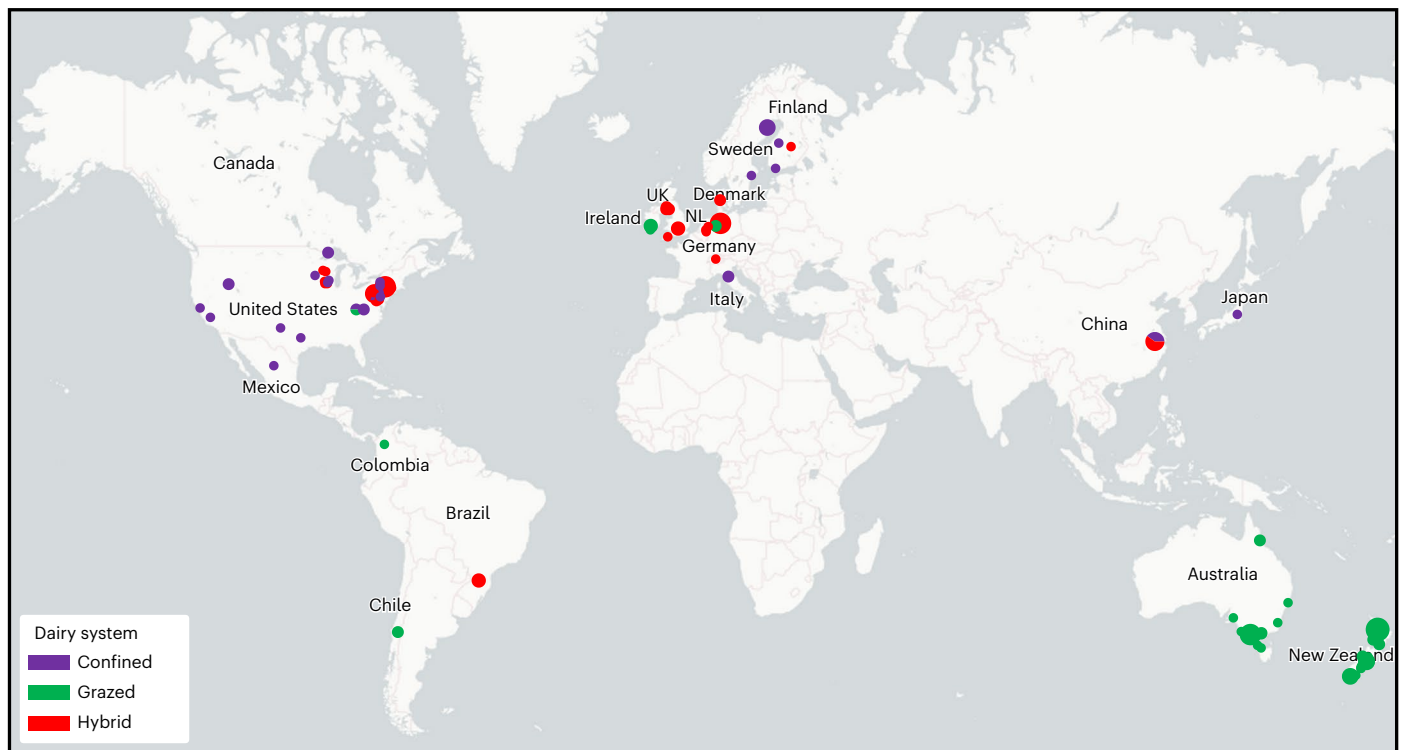 Finland
Sweden
Canada
UK
Denmark
Ireland
NL
Germany
Italy
United States
Japan
China
Mexico
Colombia
Brazil
Australia
Chile
New Zealand
Dairy system
Confined
Grazed
Hybrid